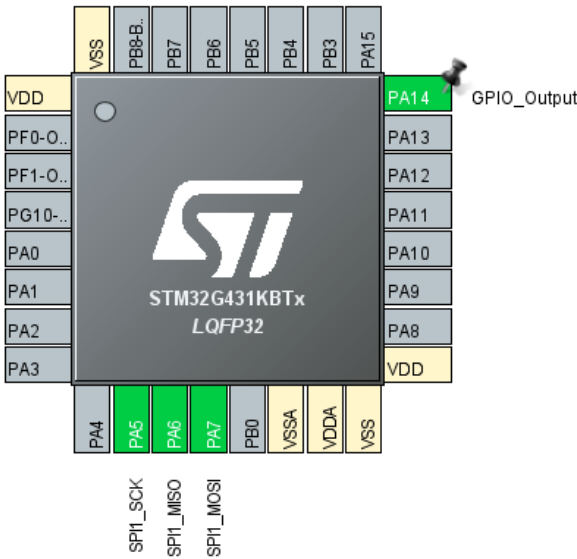 VSS
PB8-B..
PB7
PB6
PB5
PB4
PB3
PA15
VDD
PF0-O..
PF1-O..
PG10-..
PA0
PA1
PA2
PA3
PA14
GPIO_Output
PA13
PA12
PA11
PA10
PA9
PA8
VDD
ST
STM32G431KBTx
LQFP32
PA4
PA5
PA6
PA7
PB0
VSSA
VDDA
VSS
SPI1_SCK
SPI1_MISO
SPI1_MOSI